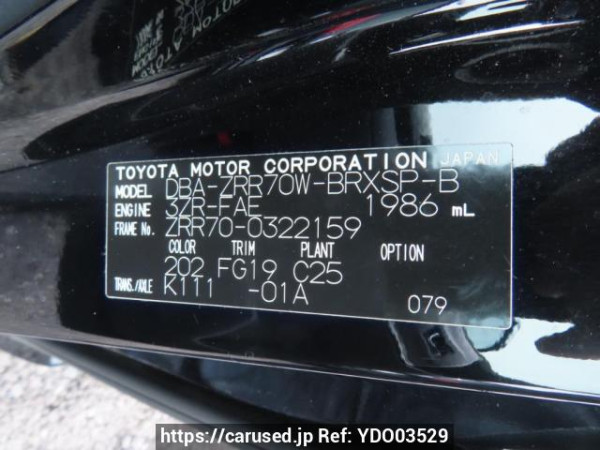 TOYOTA MOTOR CORPORATION JAPAN
MODEL DBA-ZRR70W-BRXSP-B
ENGINE 3ZR-FAE 1986 mL
FRAME No. ZRR70-0322159
COLOR TRIM PLANT OPTION
202 FG19 C25
TRANS./AXLE K111 -01A
079
https://carused.jp Ref: YDO03529